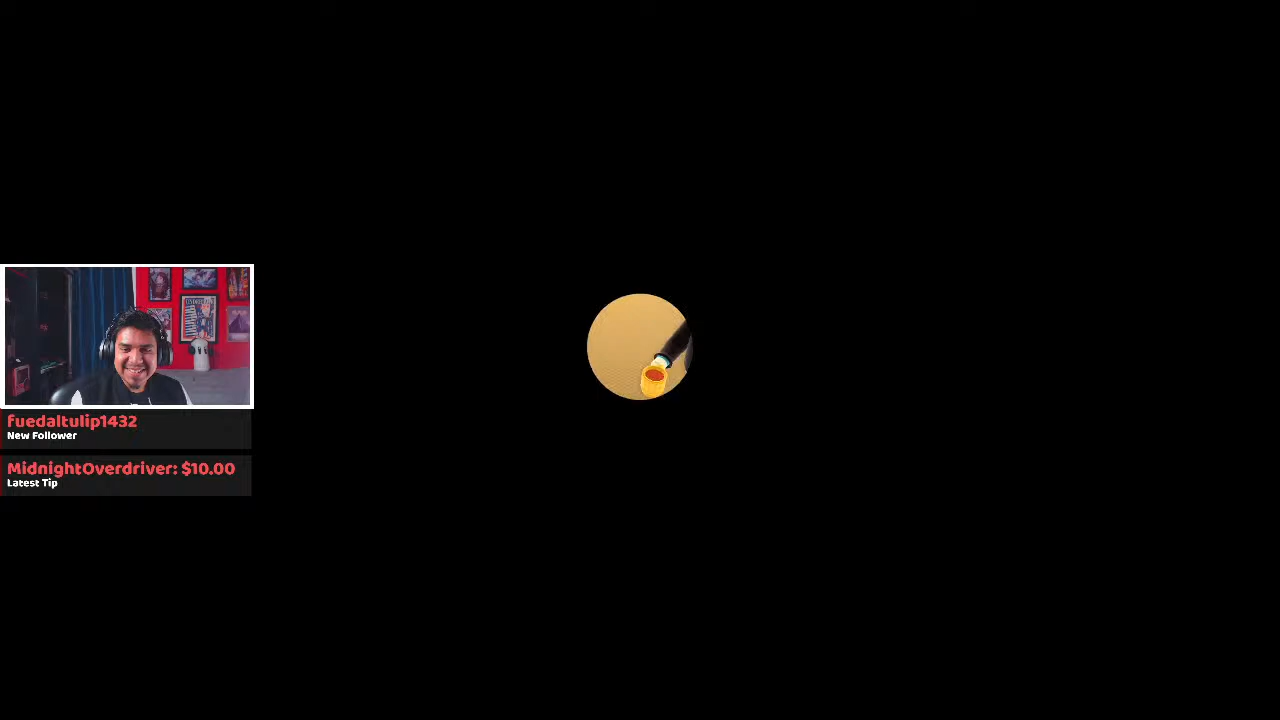 fuedaltulip1432
New Follower
MidnightOverdriver: $10.00
Latest Tip